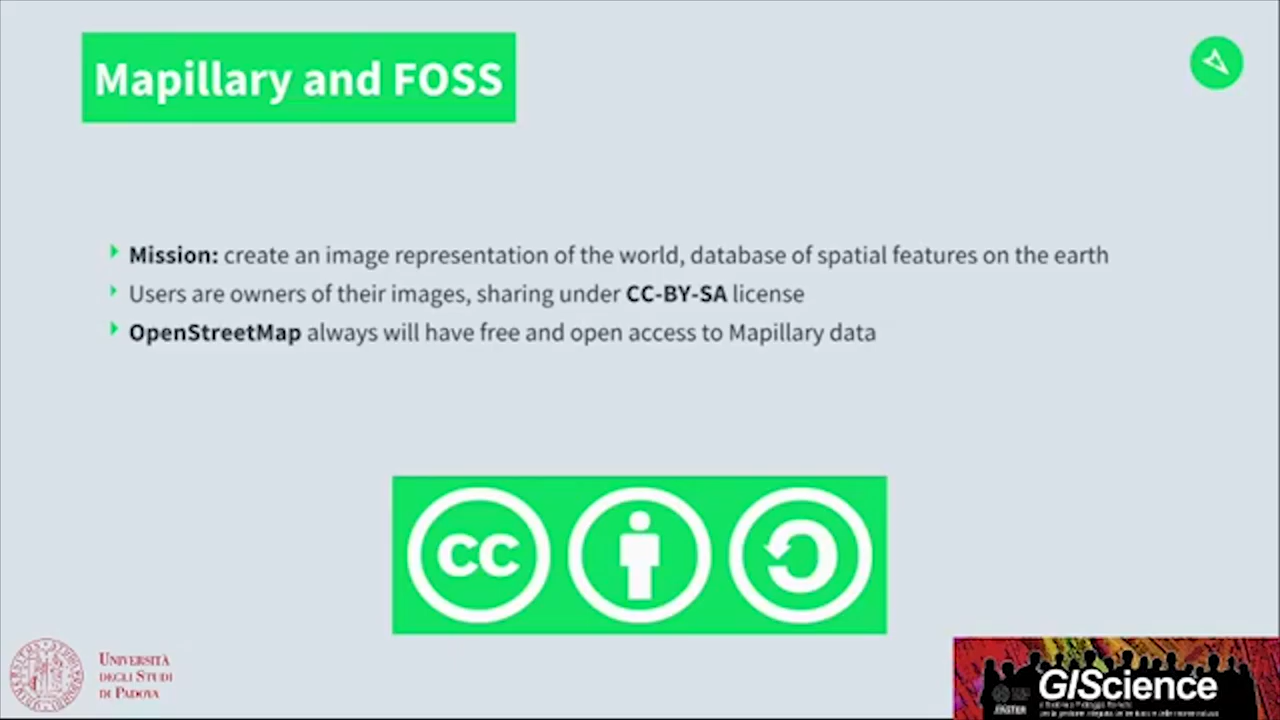 Mapillary and FOSS
Mission: create an image representation of the world, database of spatial features on the earth
Users are owners of their images, sharing under CC-BY-SA license
OpenStreetMap always will have free and open access to Mapillary data
cc
UNIVERSITÀ
DEGLI STUDI
DI PADOVA
GIScience
MASTER